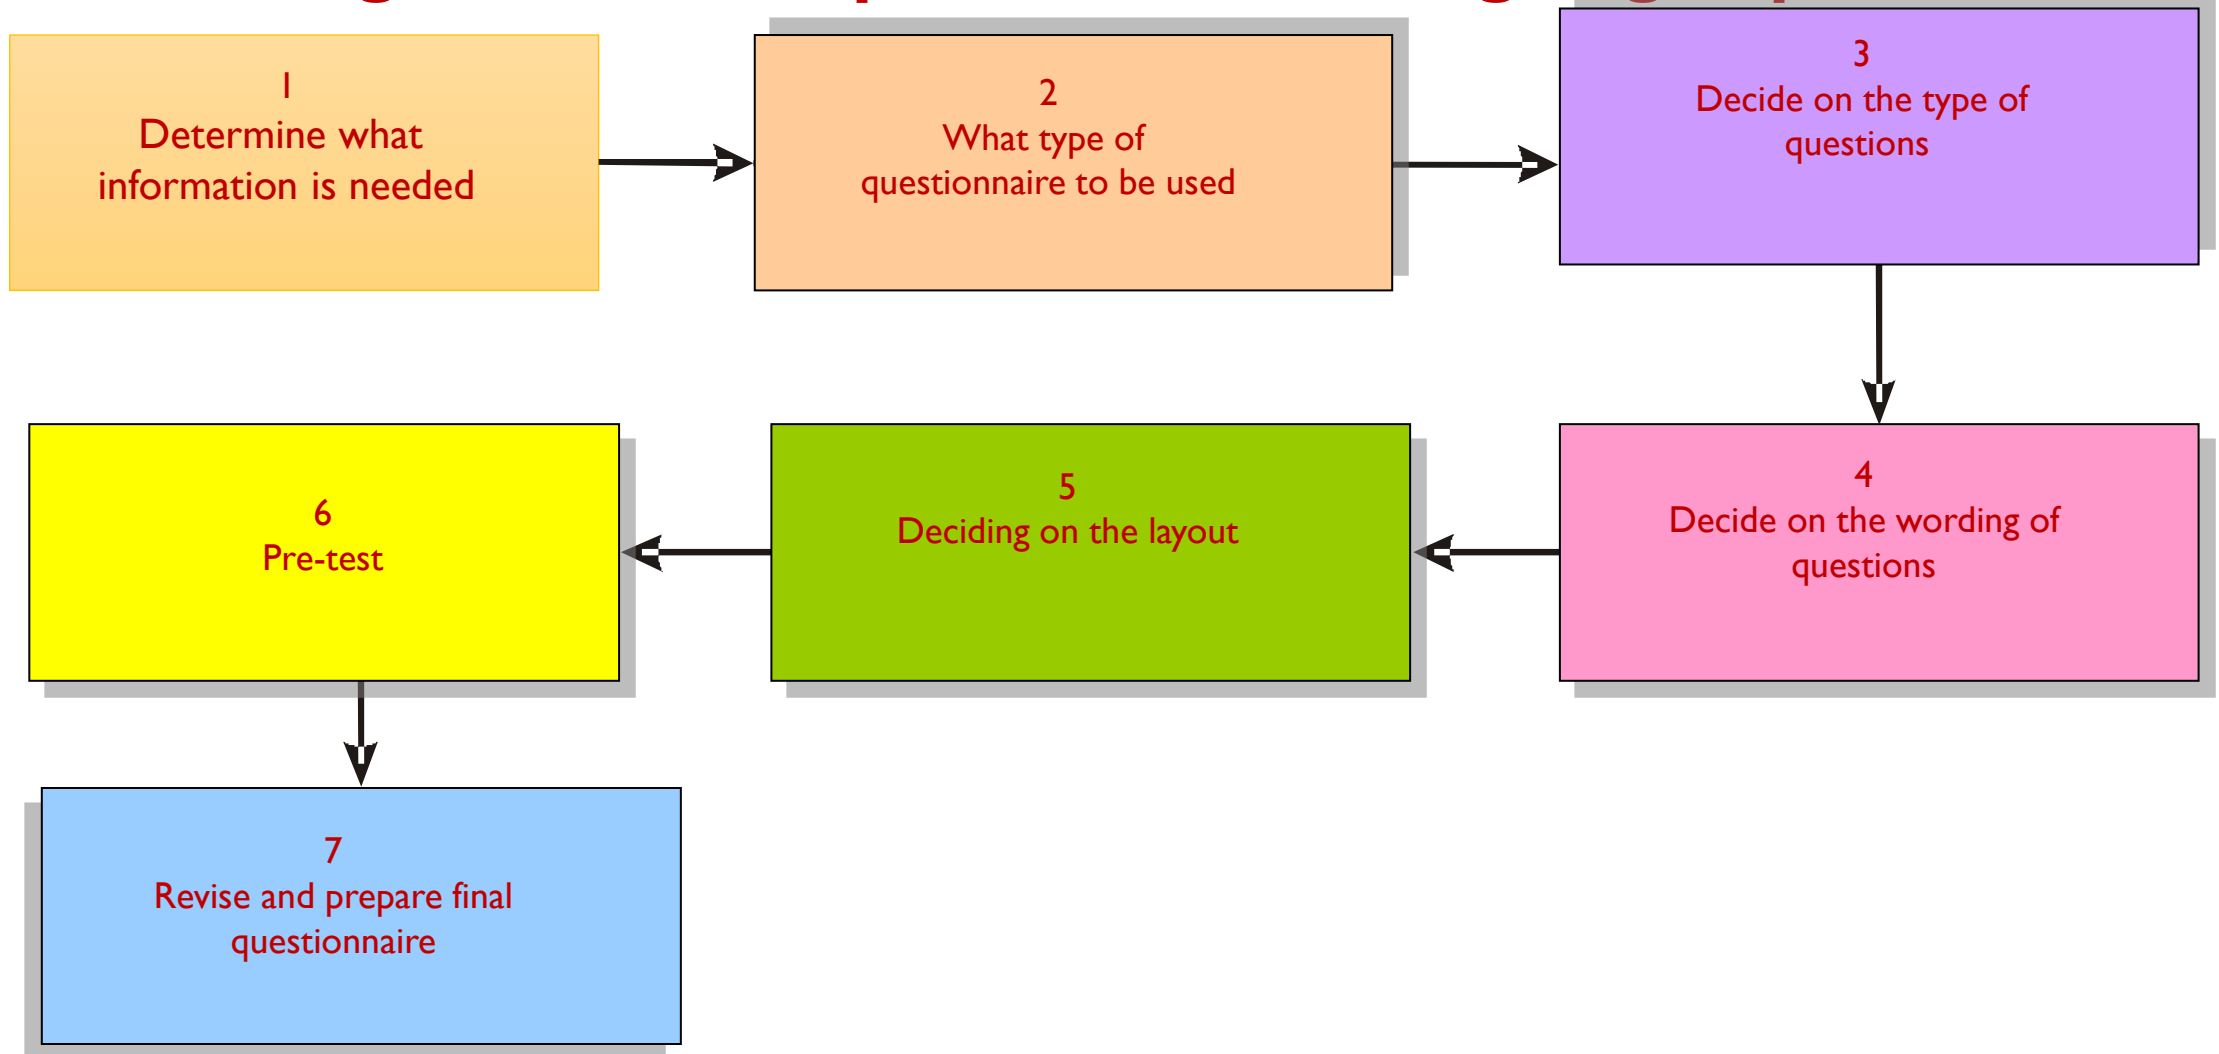 1
Determine what
information is needed
2
What type of
questionnaire to be used
3
Decide on the type of
questions
4
Decide on the wording of
questions
5
Deciding on the layout
6
Pre-test
7
Revise and prepare final
questionnaire